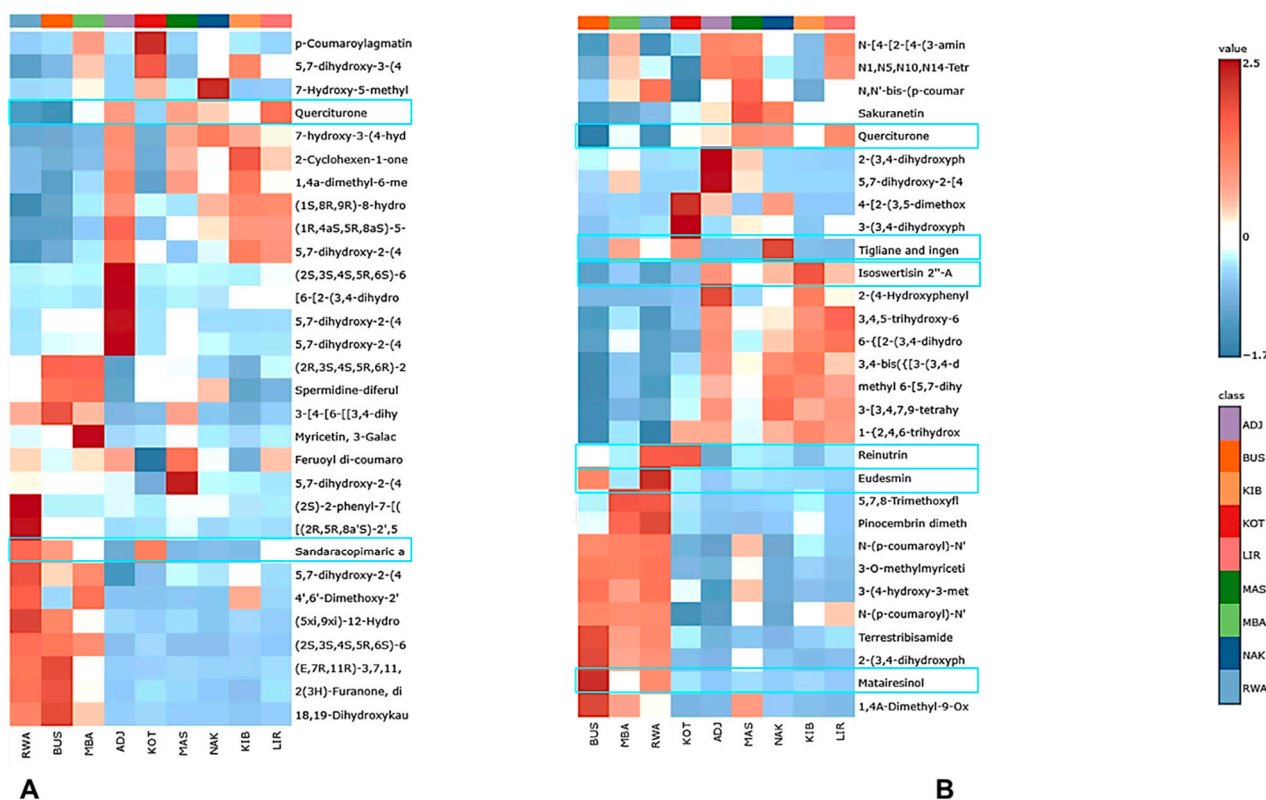 p-Coumaroylagmatin
5,7-dihydroxy-3-(4
7-Hydroxy-5-methyl
Querciturone
7-hydroxy-3-(4-hyd
2-Cyclohexen-1-one
1,4a-dimethyl-6-me
(1S,8R,9R)-8-hydro
(1R,4aS,5R,8aS)-5-
5,7-dihydroxy-2-(4
(2S,3S,4S,5R,6S)-6
[6-[2-(3,4-dihydro
5,7-dihydroxy-2-(4
5,7-dihydroxy-2-(4
(2R,3S,4S,5R,6R)-2
Spermidine-diferul
3-[4-[6-[[3,4-dihy
Myricetin, 3-Galac
Feruoyl di-coumaro
5,7-dihydroxy-2-(4
(2S)-2-phenyl-7-[(
[(2R,5R,8a'S)-2',5
Sandaracopimaric a
5,7-dihydroxy-2-(4
4',6'-Dimethoxy-2'
(5xi,9xi)-12-Hydro
(2S,3S,4S,5R,6S)-6
(E,7R,11R)-3,7,11,
2(3H)-Furanone, di
18,19-Dihydroxykau
RWA
BUS
MBA
ADJ
KOT
MAS
NAK
KIB
LIR
A
N-[4-[2-[4-(3-amin
N1,N5,N10,N14-Tetr
N,N'-bis-(p-coumar
Sakuranetin
Querciturone
2-(3,4-dihydroxyph
5,7-dihydroxy-2-[4
4-[2-(3,5-dimethox
3-(3,4-dihydroxyph
Tigliane and ingen
Isoswertisin 2"-A
2-(4-Hydroxyphenyl
3,4,5-trihydroxy-6
6-{[2-(3,4-dihydro
3,4-bis({[3-(3,4-d
methyl 6-[5,7-dihy
3-[3,4,7,9-tetrahy
1-{2,4,6-trihydrox
Reinutrin
Eudesmin
5,7,8-Trimethoxyfl
Pinocembrin dimeth
N-(p-coumaroyl)-N'
3-O-methylmyriceti
3-(4-hydroxy-3-met
N-(p-coumaroyl)-N'
Terrestribisamide
2-(3,4-dihydroxyph
Matairesinol
1,4A-Dimethyl-9-Ox
BUS
MBA
RWA
KOT
ADJ
MAS
NAK
KIB
LIR
B
value
2.5
0
−1.7
class
ADJ
BUS
KIB
KOT
LIR
MAS
MBA
NAK
RWA